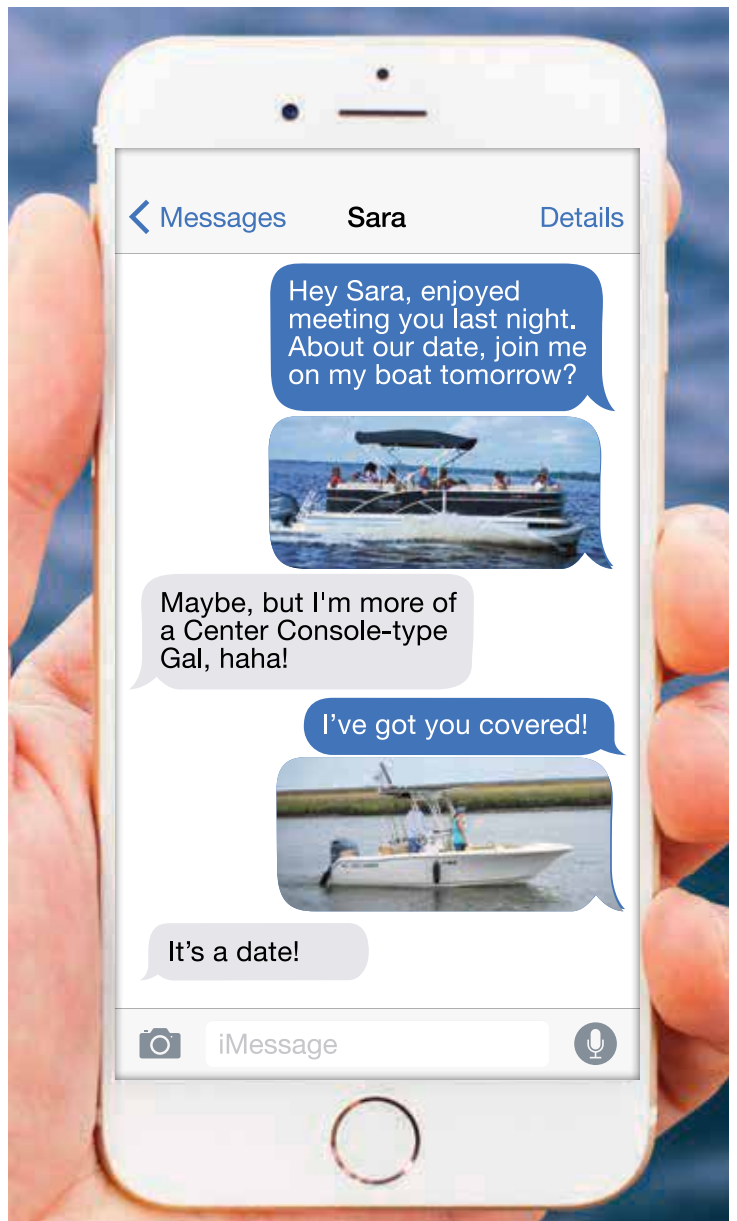 Messages
Sara
Details
Hey Sara, enjoyed
meeting you last night.
About our date, join me
on my boat tomorrow?
Maybe, but I'm more of
a Center Console-type
Gal, haha!
I’ve got you covered!
It’s a date!
iMessage